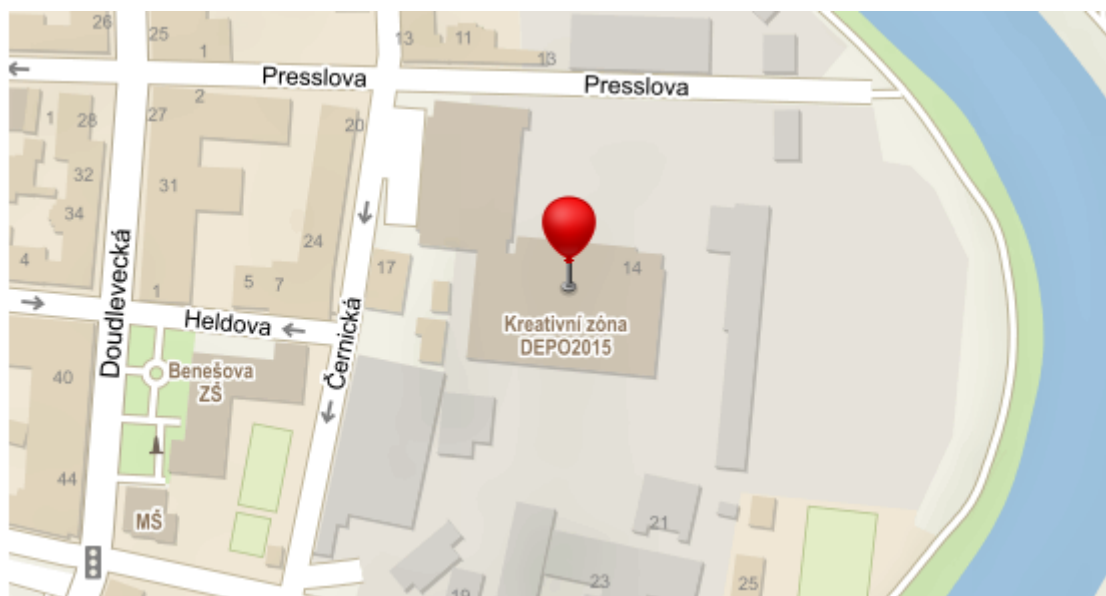 26
25
1
13
11
13
Presslova
Presslova
2
27
1
28
20
32
31
34
24
4
17
14
5
7
1
Heldova
Doudlevecká
Černická
Kreativní zóna
DEPO2015
Benešova
ZŠ
40
44
MŠ
21
19
23
25